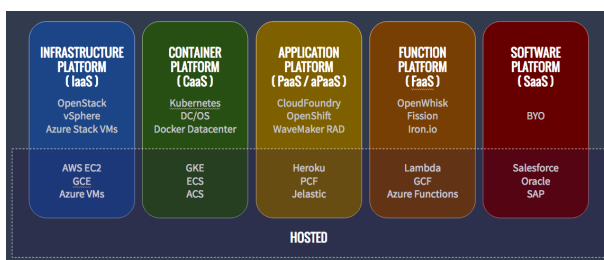 INFRASTRUCTURE
PLATFORM
( IaaS )
OpenStack
vSphere
Azure Stack VMs
AWS EC2
GCE
Azure VMs
CONTAINER
PLATFORM
( CaaS )
Kubernetes
DC/OS
Docker Datacenter
GKE
ECS
ACS
APPLICATION
PLATFORM
( PaaS / aPaaS )
CloudFoundry
OpenShift
WaveMaker RAD
Heroku
PCF
Jelastic
FUNCTION
PLATFORM
( FaaS )
OpenWhisk
Fission
Iron.io
Lambda
GCF
Azure Functions
SOFTWARE
PLATFORM
( SaaS )
BYO
Salesforce
Oracle
SAP
HOSTED